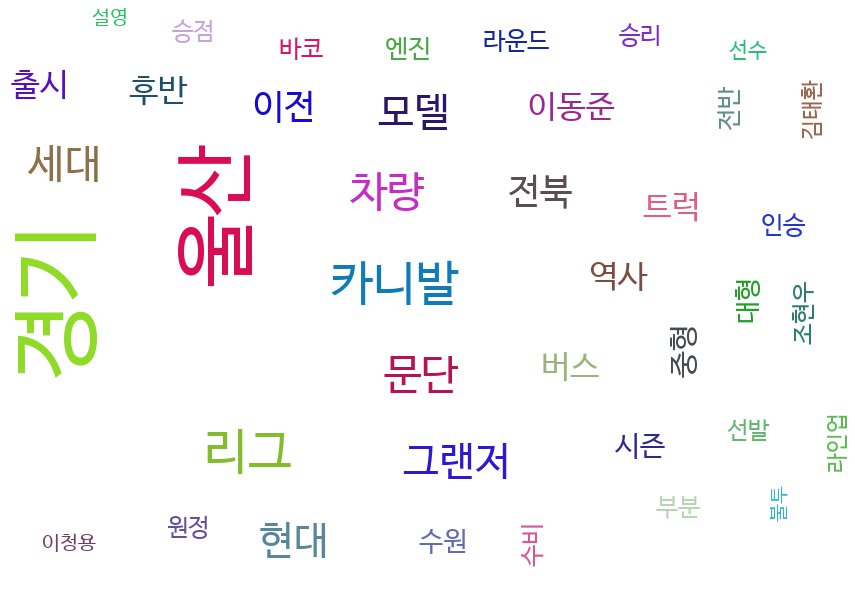 설영
승점
바코
엔진
라운드
승리
선수
출시
후반
이전
모델
이동준
전반
김태환
세대
울산
차량
전북
트럭
인승
경기
카니발
역사
대형
조현우
중형
문단
버스
리그
그랜저
시즌
선발
라인업
이청용
원정
현대
수원
수비
부분
불투